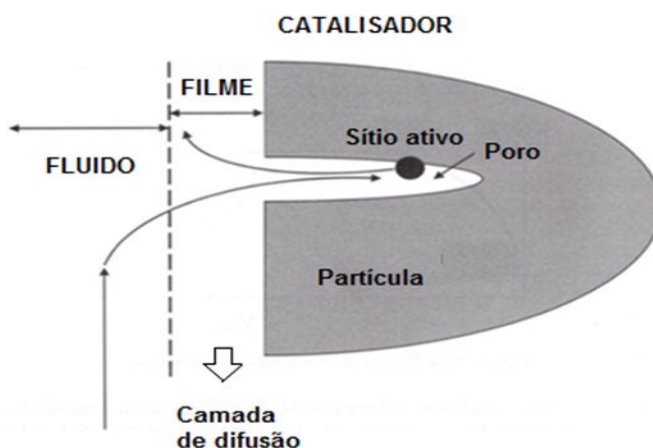 CATALISADOR
FILME
FLUIDO
Sítio ativo
Poro
Partícula
Camada
de difusão